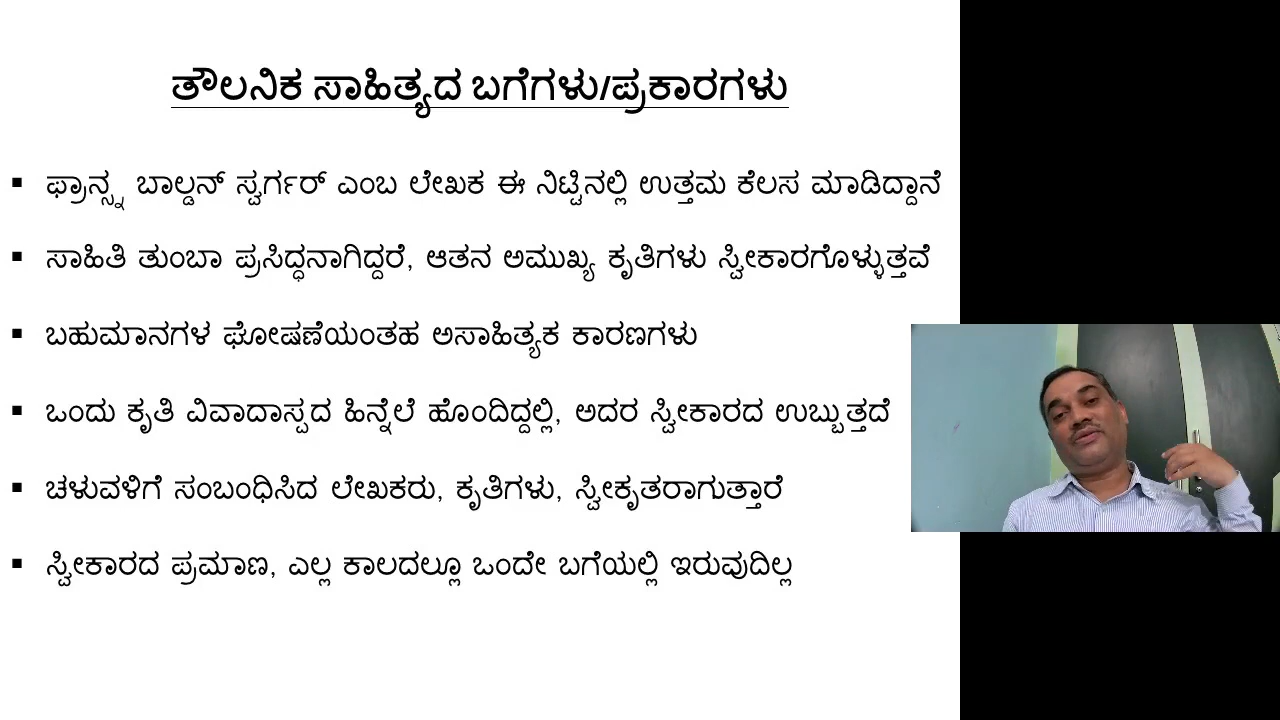 ತೌಲನಿಕ ಸಾಹಿತ್ಯದ ಬಗೆಗಳು/ಪ್ರಕಾರಗಳು
▪ ಫ್ರಾನ್ಸ್ನ ಬಾಲ್ಡನ್ ಸ್ವರ್ಗರ್ ಎಂಬ ಲೇಖಕ ಈ ನಿಟ್ಟಿನಲ್ಲಿ ಉತ್ತಮ ಕೆಲಸ ಮಾಡಿದ್ದಾನೆ
▪ ಸಾಹಿತಿ ತುಂಬಾ ಪ್ರಸಿದ್ಧನಾಗಿದ್ದರೆ, ಆತನ ಅಮುಖ್ಯ ಕೃತಿಗಳು ಸ್ವೀಕಾರಗೊಳ್ಳುತ್ತವೆ
▪ ಬಹುಮಾನಗಳ ಘೋಷಣೆಯಂತಹ ಅಸಾಹಿತ್ಯಕ ಕಾರಣಗಳು
▪ ಒಂದು ಕೃತಿ ವಿವಾದಾಸ್ಪದ ಹಿನ್ನೆಲೆ ಹೊಂದಿದ್ದಲ್ಲಿ, ಅದರ ಸ್ವೀಕಾರದ ಉಬ್ಬುತ್ತದೆ
▪ ಚಳುವಳಿಗೆ ಸಂಬಂಧಿಸಿದ ಲೇಖಕರು, ಕೃತಿಗಳು, ಸ್ವೀಕೃತರಾಗುತ್ತಾರೆ
▪ ಸ್ವೀಕಾರದ ಪ್ರಮಾಣ, ಎಲ್ಲ ಕಾಲದಲ್ಲೂ ಒಂದೇ ಬಗೆಯಲ್ಲಿ ಇರುವುದಿಲ್ಲ